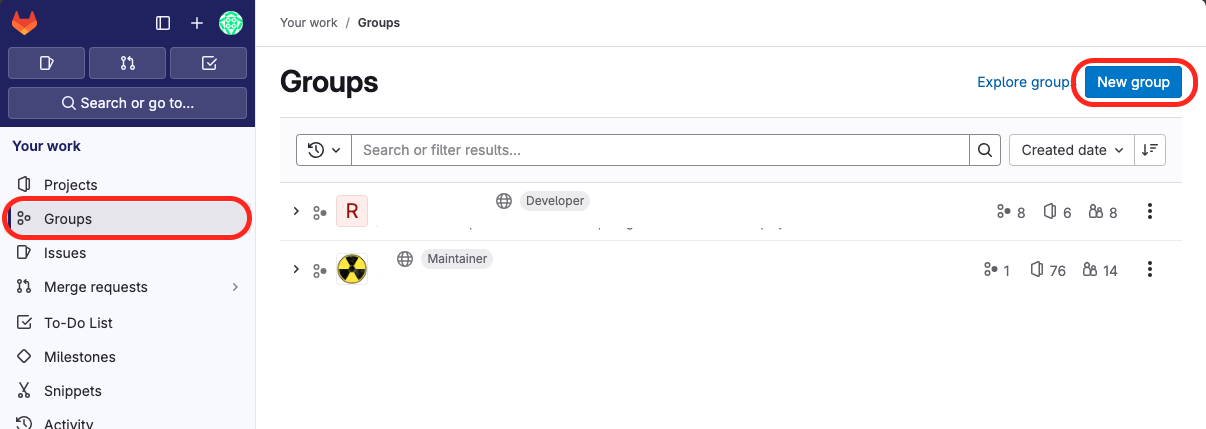 Your work / Groups
Search or go to...
Your work
Projects
Groups
Issues
Merge requests
To-Do List
Milestones
Snippets
Activity
Groups
Explore group
New group
Search or filter results...
Created date
R
Developer
8 6 8
Maintainer
1 76 14